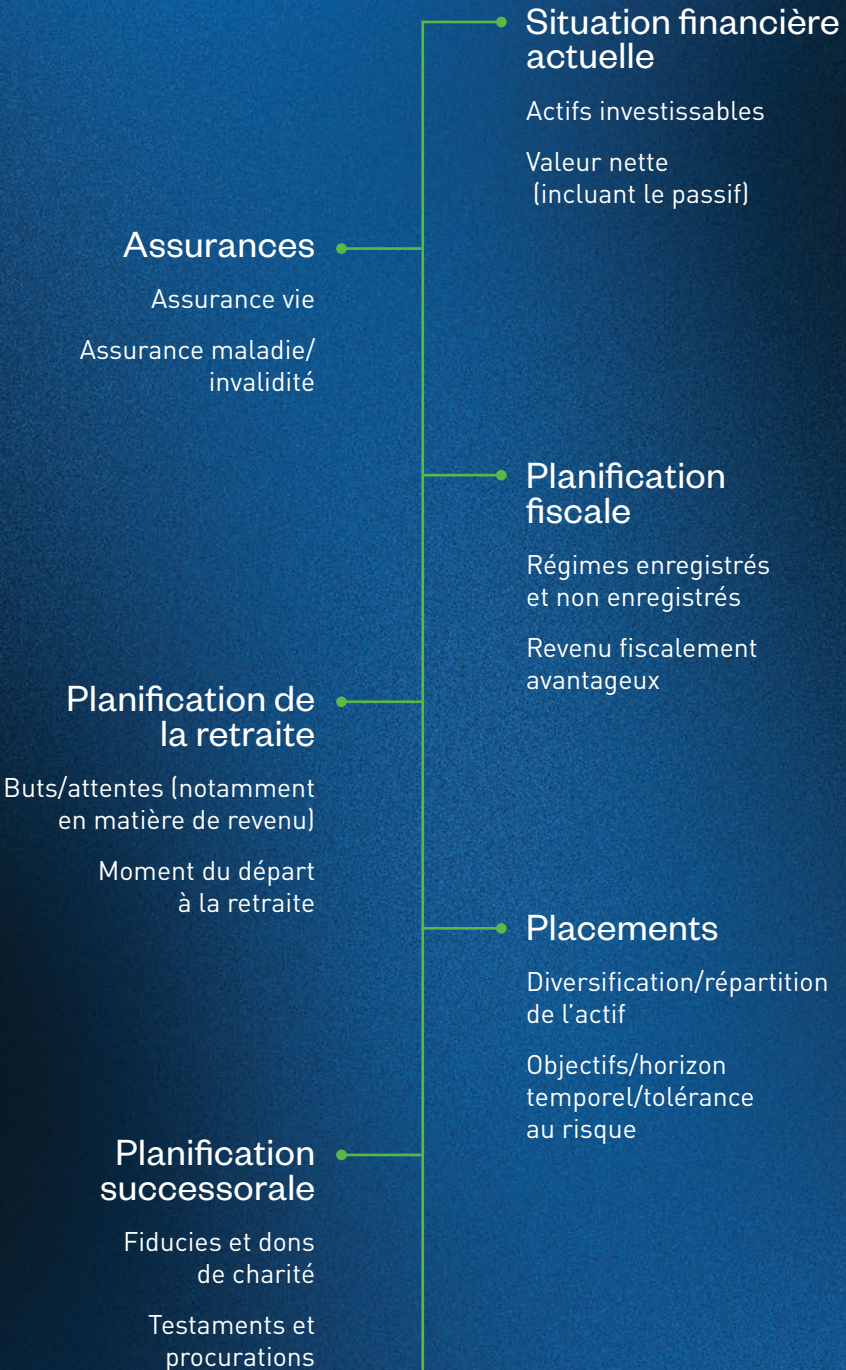 Situation financière
actuelle
Actifs investissables
Valeur nette
(incluant le passif)
Assurances
Assurance vie
Assurance maladie/
invalidité
Planification
fiscale
Régimes enregistrés
et non enregistrés
Revenu fiscalement
avantageux
Planification de
la retraite
Buts/attentes (notamment
en matière de revenu)
Moment du départ
à la retraite
Placements
Diversification/répartition
de l’actif
Objectifs/horizon
temporel/tolérance
au risque
Planification
successorale
Fiducies et dons
de charité
Testaments et
procurations